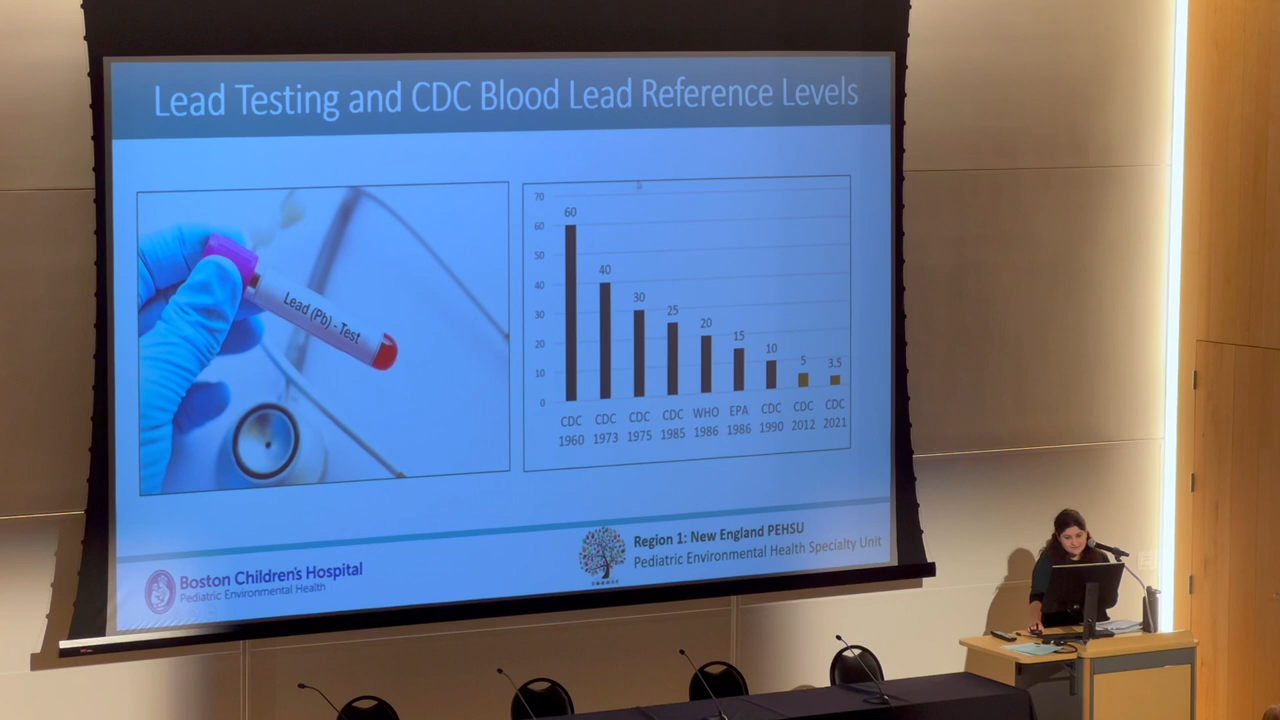 Lead Testing and CDC Blood Lead Reference Levels
Lead (Pb) - Test
70
60
50
40
30
20
10
0
60
40
30
25
20
15
10
5
3.5
CDC CDC CDC CDC WHO EPA CDC CDC CDC
1960 1973 1975 1985 1986 1986 1990 2012 2021
Boston Children's Hospital
Pediatric Environmental Health
Region 1: New England PEHSU
Pediatric Environmental Health Specialty Unit